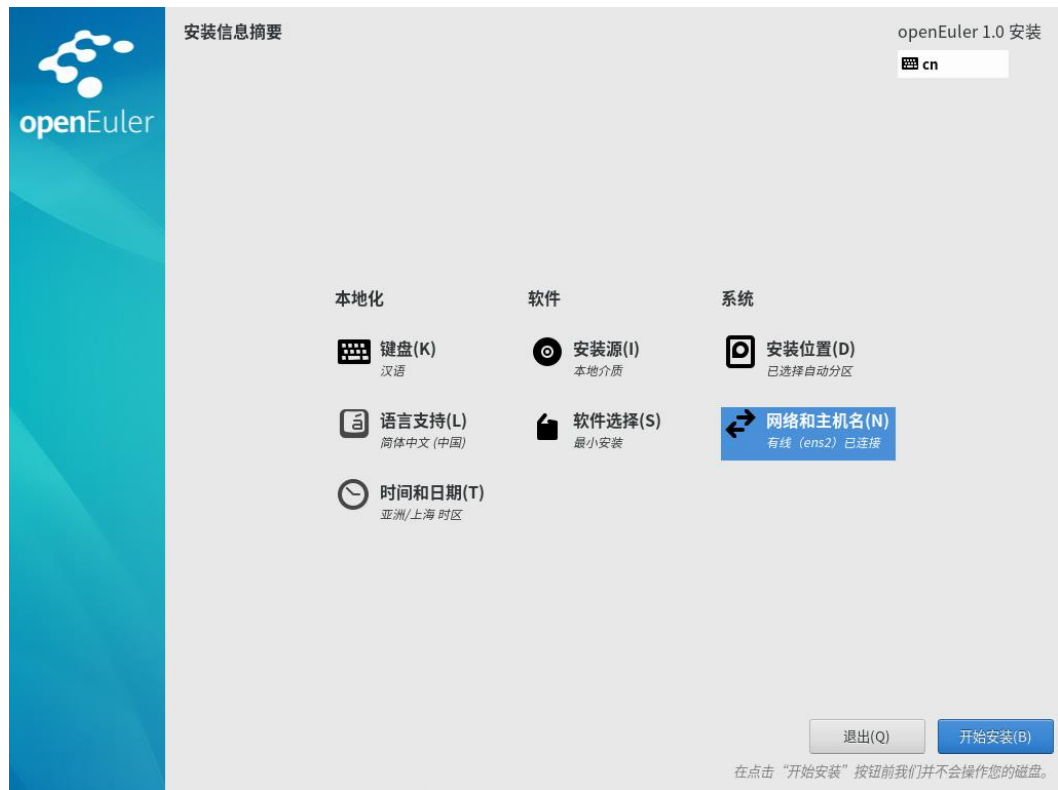 openEuler
安装信息摘要
openEuler 1.0 安装
cn
本地化
键盘(K)
汉语
语言支持(L)
简体中文 (中国)
时间和日期(T)
亚洲/上海 时区
软件
安装源(I)
本地介质
软件选择(S)
最小安装
系统
安装位置(D)
已选择自动分区
网络和主机名(N)
有线（ens2）已连接
退出(Q)
开始安装(B)
在点击“开始安装”按钮前我们并不会操作您的磁盘。